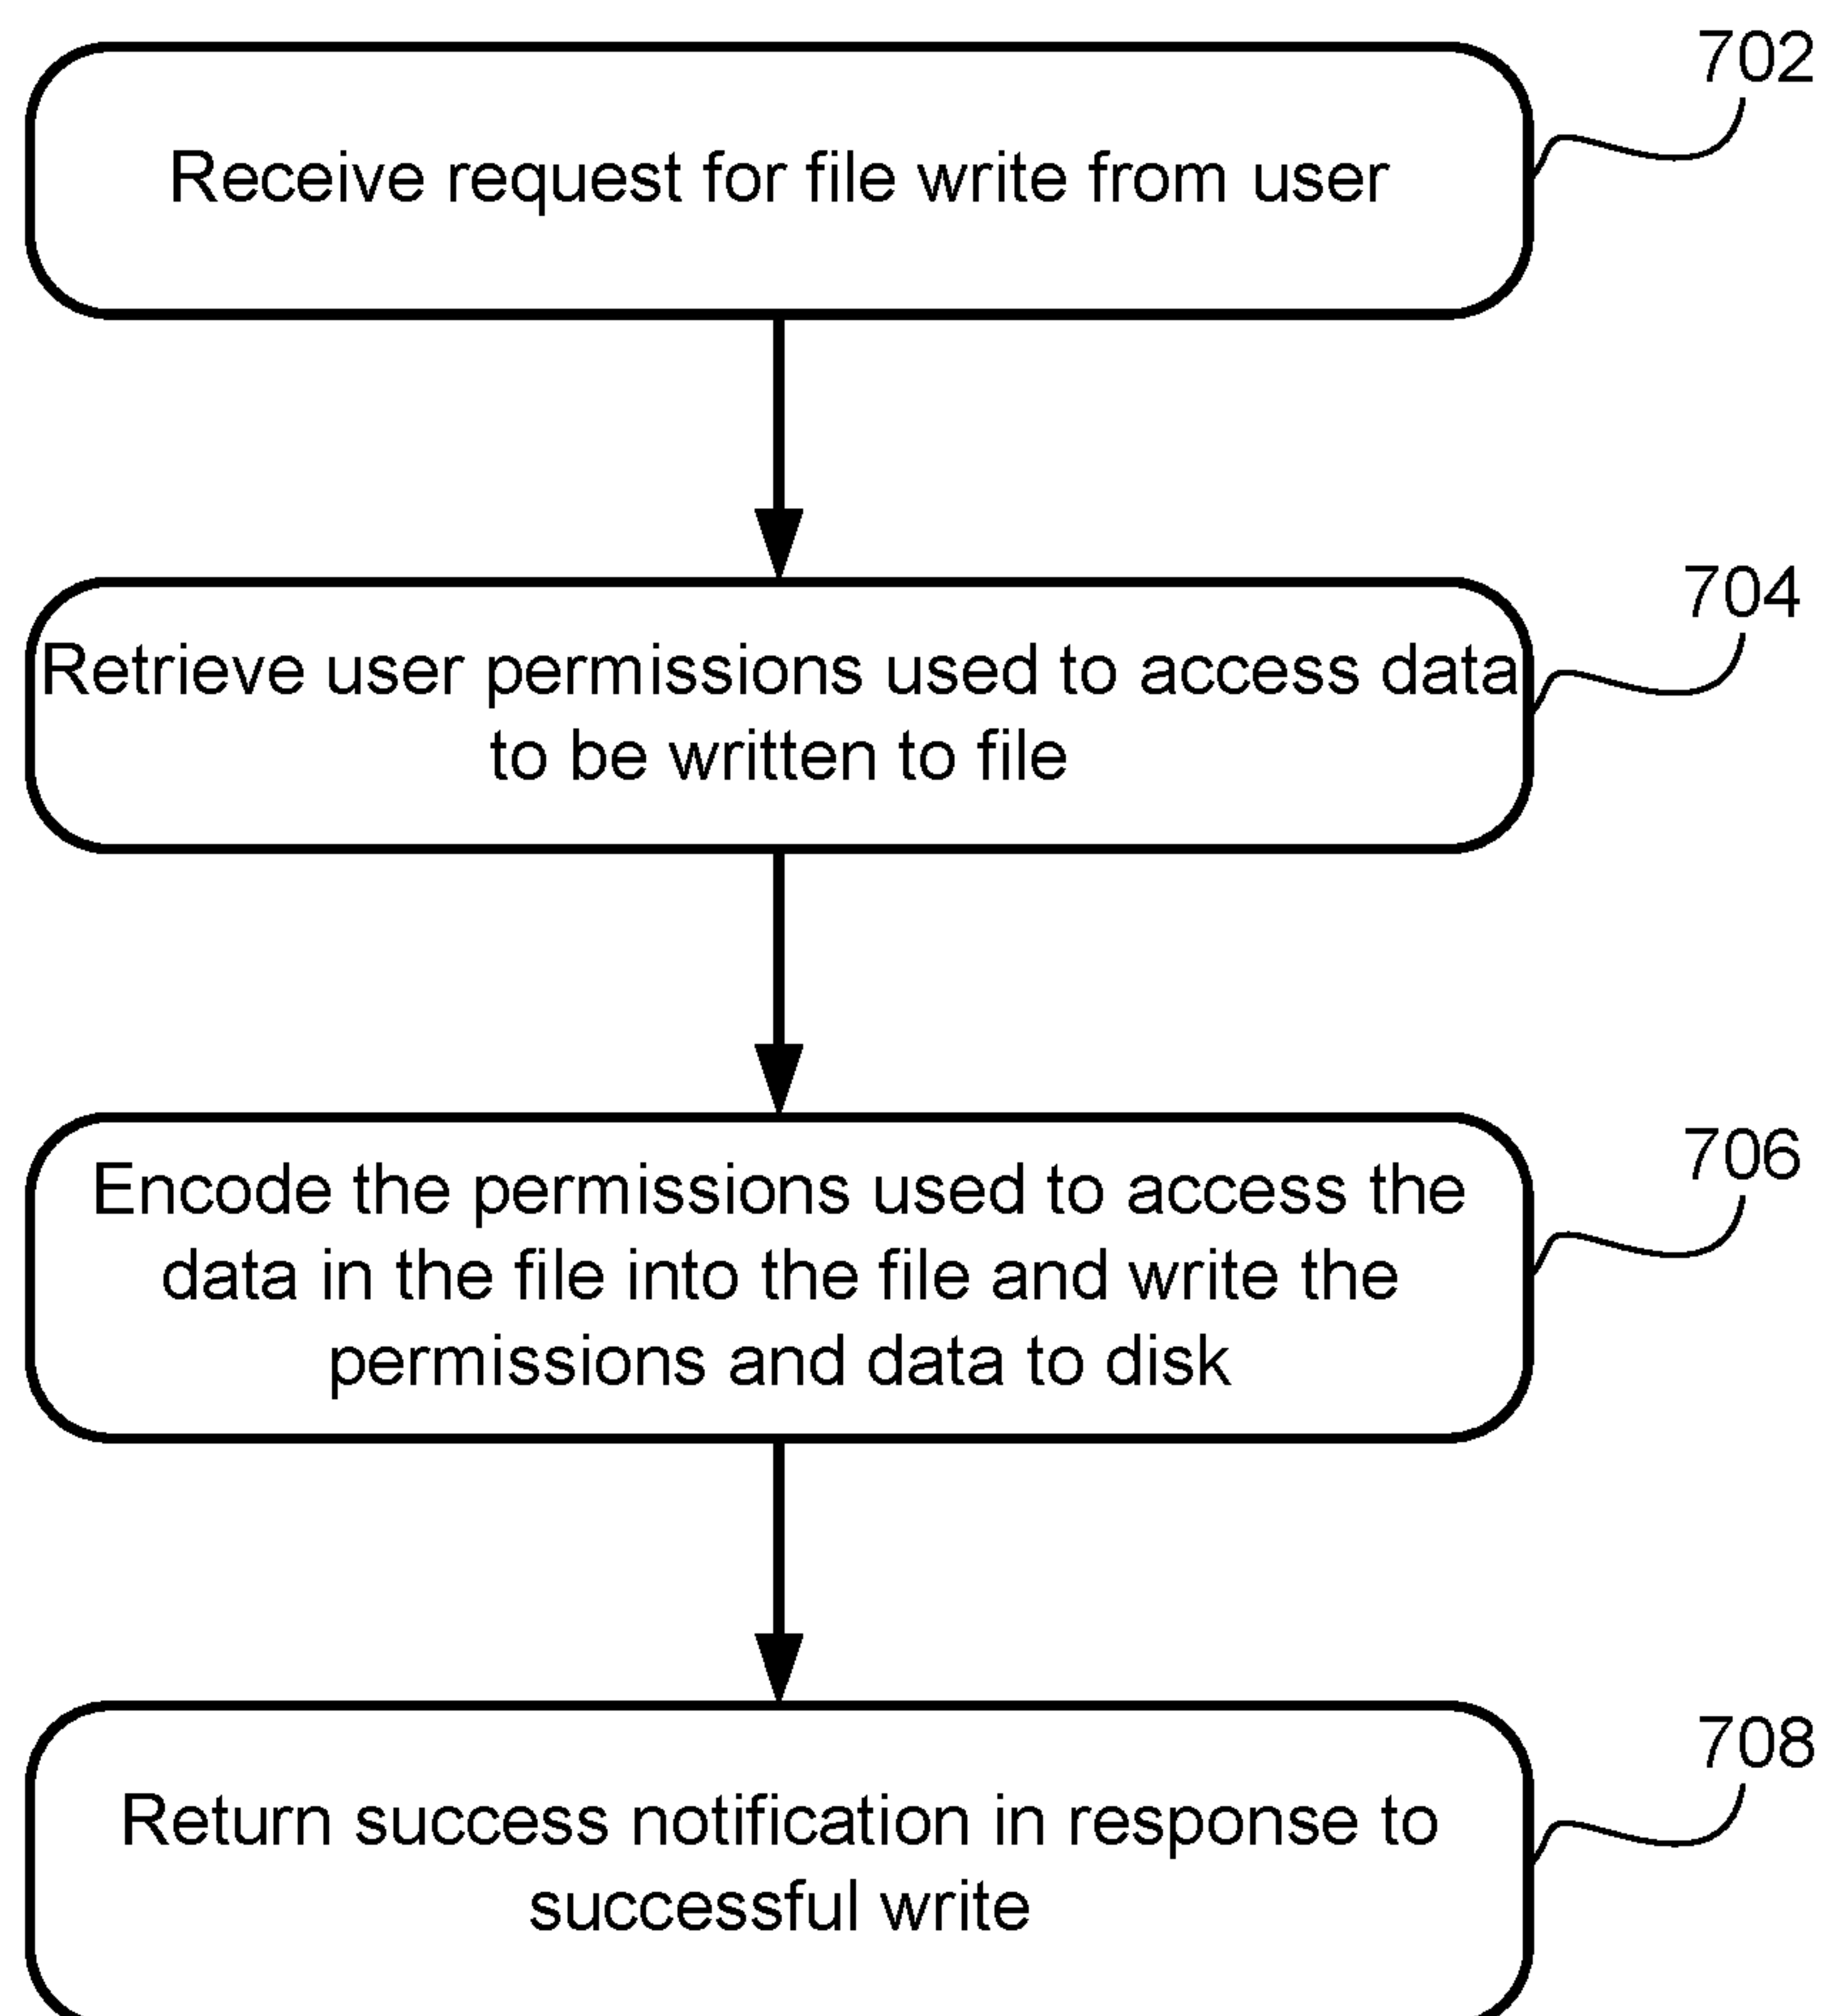 702
Receive request for file write from user
704
Retrieve user permissions used to access data
to be written to file
706
Encode the permissions used to access the
data in the file into the file and write the
permissions and data to disk
708
Return success notification in response to
successful write